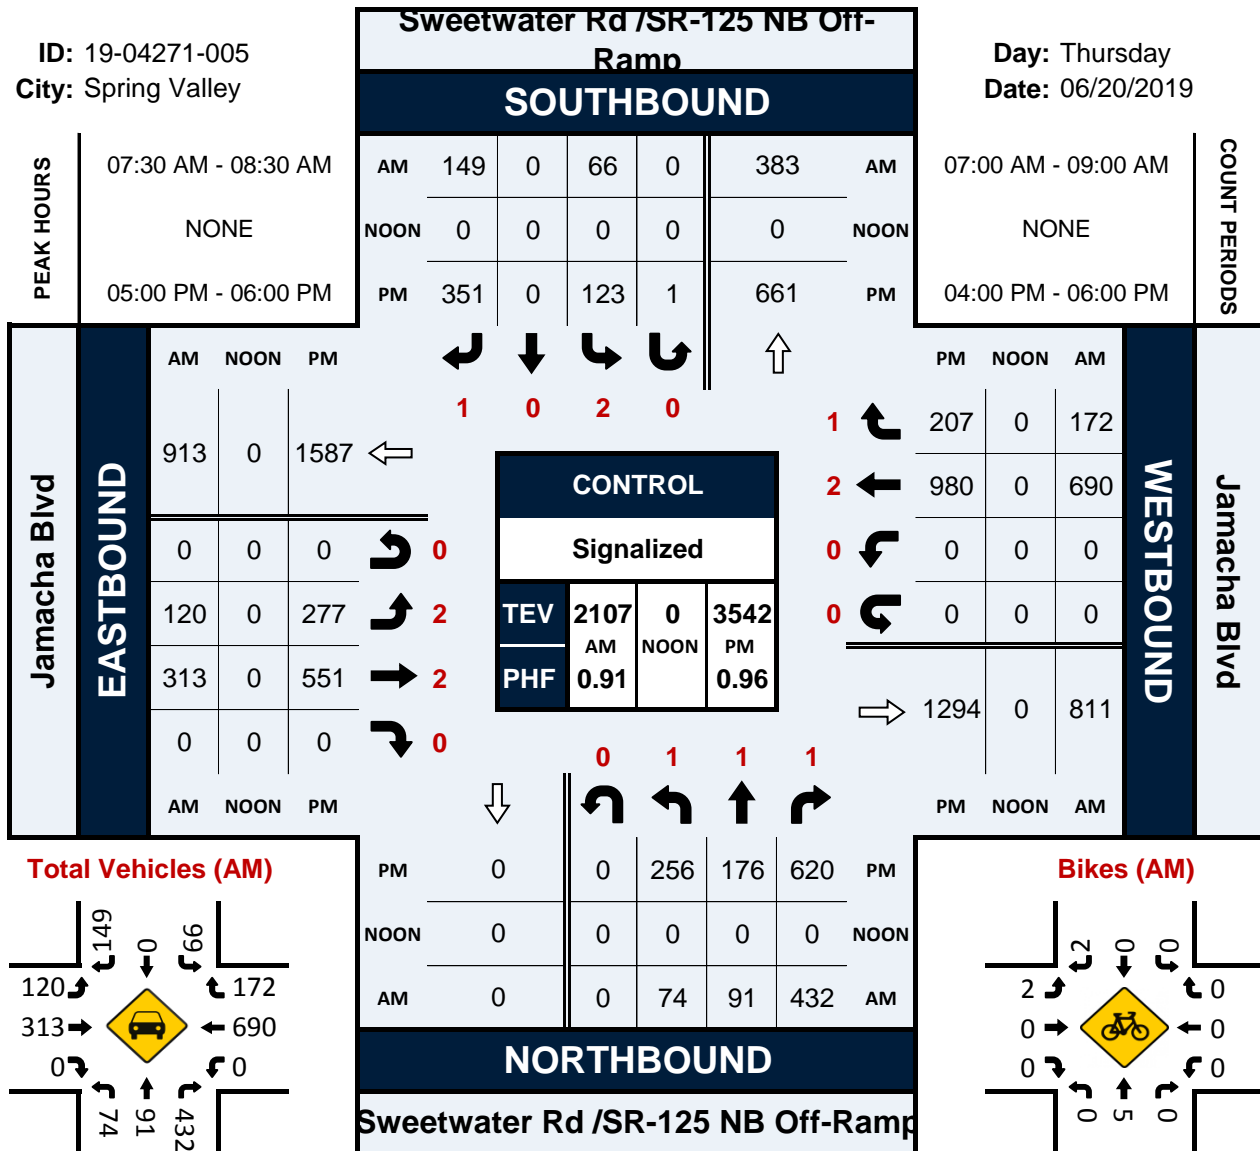 Sweetwater Rd /SR-125 NB Off-
Ramp
ID: 19-04271-005
City: Spring Valley
Day: Thursday
Date: 06/20/2019
SOUTHBOUND
PEAK HOURS
07:30 AM - 08:30 AM
NONE
05:00 PM - 06:00 PM
AM 149 0 66 0 383 AM
NOON 0 0 0 0 0 NOON
PM 351 0 123 1 661 PM
07:00 AM - 09:00 AM
NONE
04:00 PM - 06:00 PM
COUNT PERIODS
1 0 2 0
Jamacha Blvd
EASTBOUND
AM NOON PM
913 0 1587
0 0 0 0
120 0 277 2
313 0 551 2
0 0 0 0
AM NOON PM
CONTROL
Signalized
TEV 2107 0 3542
AM NOON PM
PHF 0.91 0.96
PM NOON AM
1 207 0 172
2 980 0 690
0 0 0 0
0 0 0 0
1294 0 811
PM NOON AM
WESTBOUND
Jamacha Blvd
0 1 1 1
PM 0 0 256 176 620 PM
NOON 0 0 0 0 0 NOON
AM 0 0 74 91 432 AM
NORTHBOUND
Sweetwater Rd /SR-125 NB Off-Ramp
Total Vehicles (AM)
149 0 66
120 172
313 690
0 0
74 91 432
Bikes (AM)
2 0 0
2 0
0 0
0 0
0 5 0